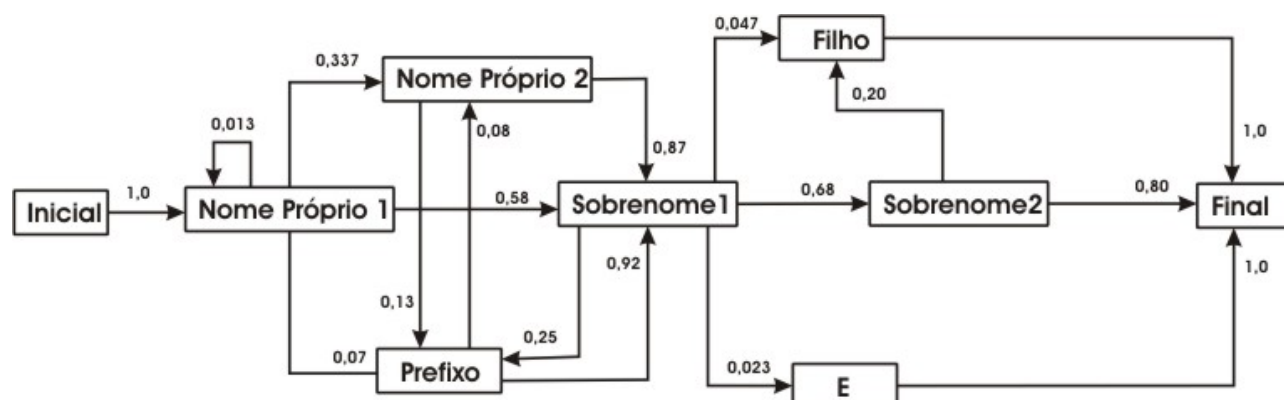 0,047
Filho
0,337
Nome Próprio 2
0,20
0,013
0,08
1,0
0,87
1,0
Inicial
Nome Próprio 1
0,58
Sobrenome1
0,68
Sobrenome2
0,80
Final
0,92
1,0
0,13
0,25
0,07
Prefixo
0,023
E